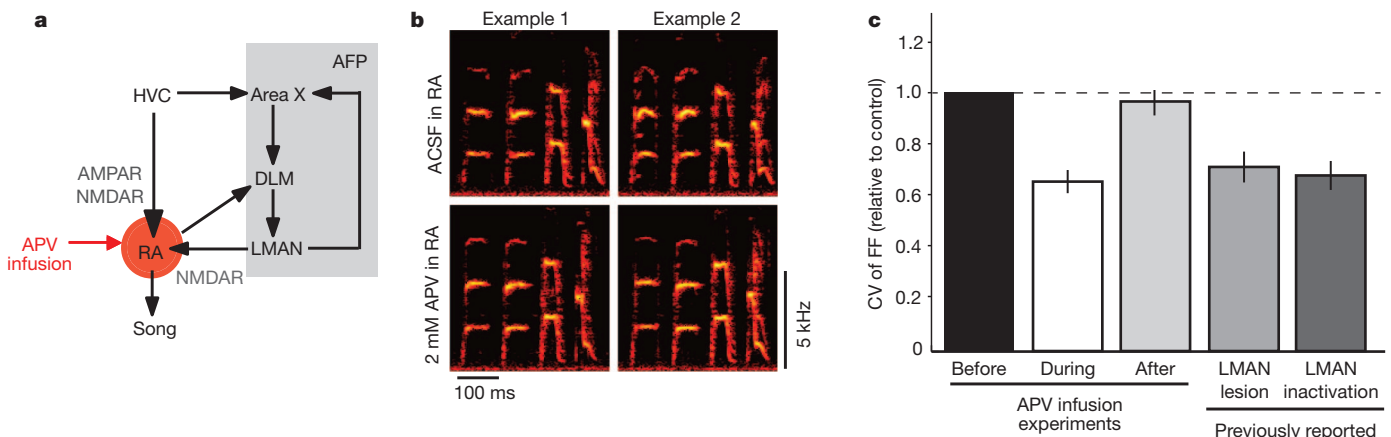 a
AFP
HVC
Area X
AMPAR
NMDAR
DLM
APV
infusion
RA
LMAN
NMDAR
Song
b
Example 1
Example 2
ACSF in RA
2 mM APV in RA
5 kHz
100 ms
c
CV of FF (relative to control)
1.2
1.0
0.8
0.6
0.4
0.2
0
Before
During
After
LMAN
lesion
LMAN
inactivation
APV infusion
experiments
Previously reported